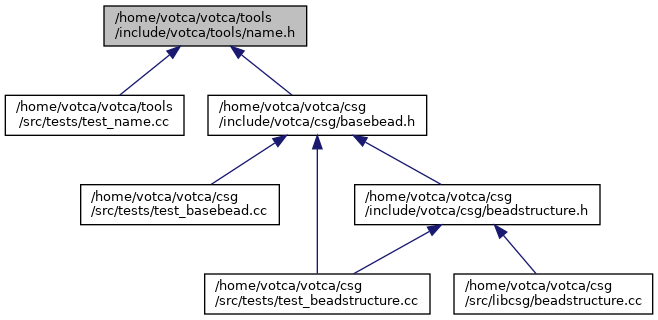 /home/votca/votca/tools
/include/votca/tools/name.h
/home/votca/votca/tools
/src/tests/test_name.cc
/home/votca/votca/csg
/include/votca/csg/basebead.h
/home/votca/votca/csg
/src/tests/test_basebead.cc
/home/votca/votca/csg
/include/votca/csg/beadstructure.h
/home/votca/votca/csg
/src/tests/test_beadstructure.cc
/home/votca/votca/csg
/src/libcsg/beadstructure.cc